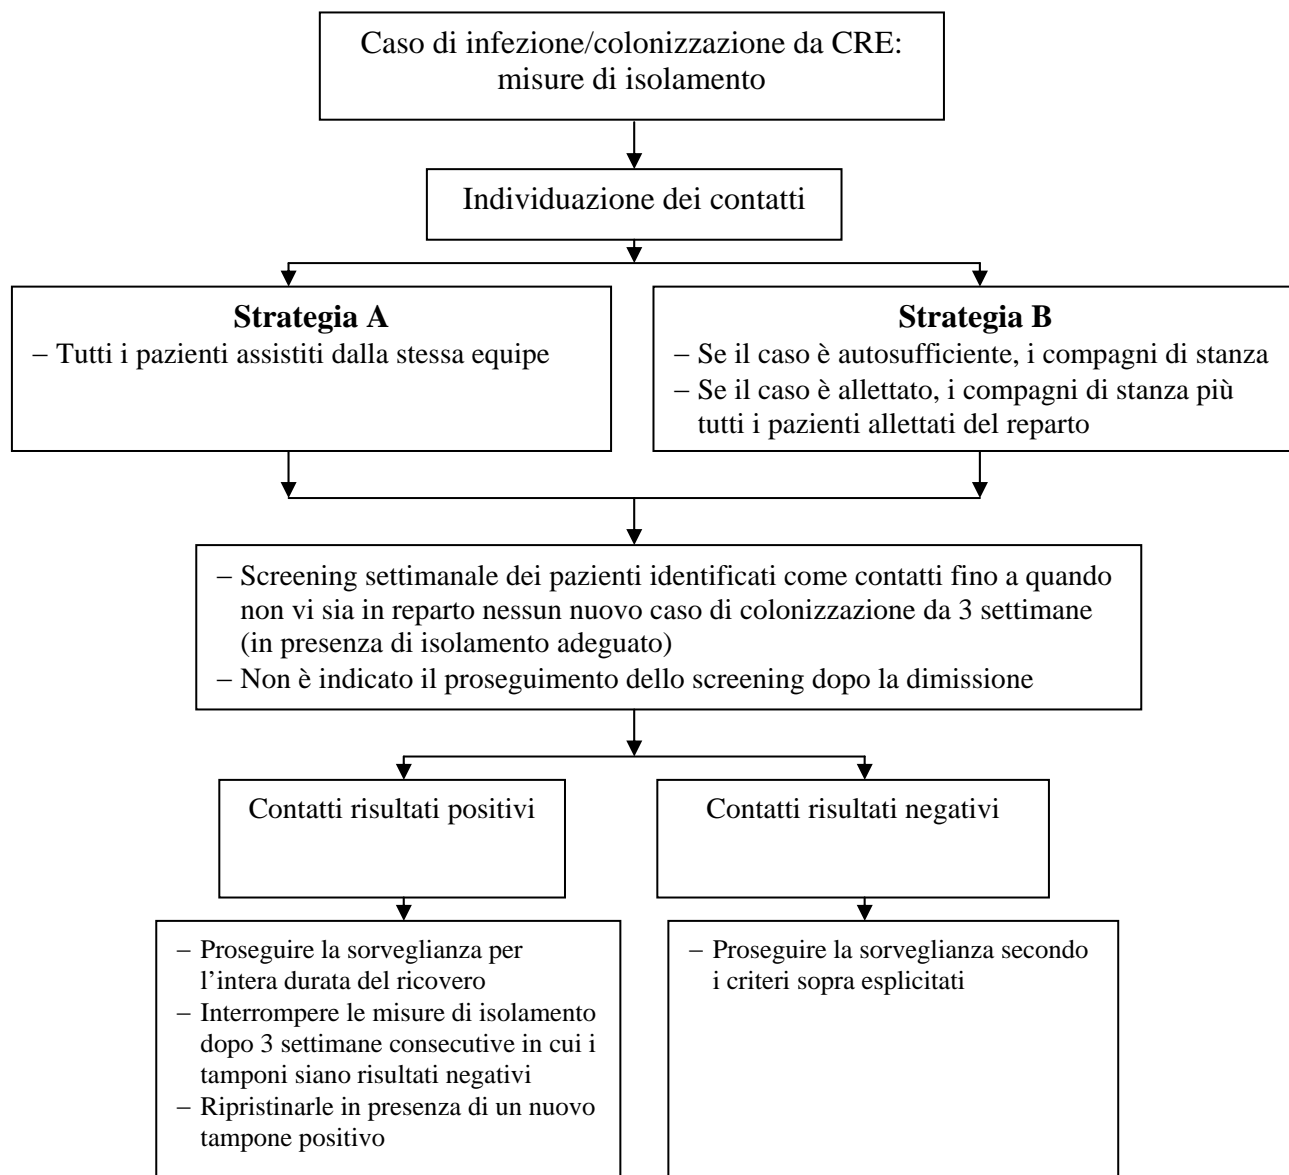 Caso di infezione/colonizzazione da CRE:
misure di isolamento
Individuazione dei contatti
Strategia A
– Tutti i pazienti assistiti dalla stessa equipe
Strategia B
– Se il caso è autosufficiente, i compagni di stanza
– Se il caso è allettato, i compagni di stanza più
tutti i pazienti allettati del reparto
– Screening settimanale dei pazienti identificati come contatti fino a quando
non vi sia in reparto nessun nuovo caso di colonizzazione da 3 settimane
(in presenza di isolamento adeguato)
– Non è indicato il proseguimento dello screening dopo la dimissione
Contatti risultati positivi
Contatti risultati negativi
– Proseguire la sorveglianza per
l’intera durata del ricovero
– Interrompere le misure di isolamento
dopo 3 settimane consecutive in cui i
tamponi siano risultati negativi
– Ripristinarle in presenza di un nuovo
tampone positivo
– Proseguire la sorveglianza secondo
i criteri sopra esplicitati